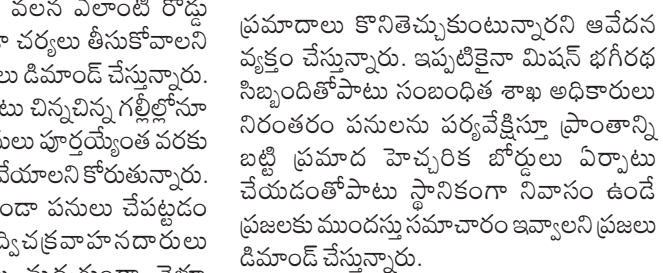 వలన ఎలాంటి రోడ్డు
చర్యలు తీసుకోవాలని
డిమాండ్ చేస్తున్నారు.
చిన్నచిన్న గల్లీల్లోనూ
పూర్తయ్యేంత వరకు
కోరుతున్నారు.
పనులు చేపట్టడం
ద్విచక్రవాహనదారులు
ప్రమాదాలు కొనితెచ్చుకుంటున్నారని ఆవేదన
వ్యక్తం చేస్తున్నారు. ఇప్పటికైనా మిషన్ భగీరథ
సిబ్బందితోపాటు సంబంధిత శాఖ అధికారులు
నిరంతరం పనులను పర్యవేక్షిస్తూ ప్రాంతాన్ని
బట్టి ప్రమాద హెచ్చరిక బోర్డులు ఏర్పాటు
చేయడంతోపాటు స్థానికంగా నివాసం ఉండే
ప్రజలకు ముందస్తు సమాచారం ఇవ్వాలని ప్రజలు
డిమాండ్ చేస్తున్నారు.